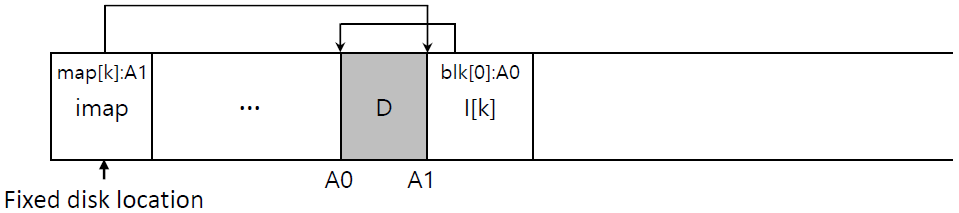 map[k]:A1
imap
...
D
blk[0]:A0
I[k]
A0
A1
Fixed disk location